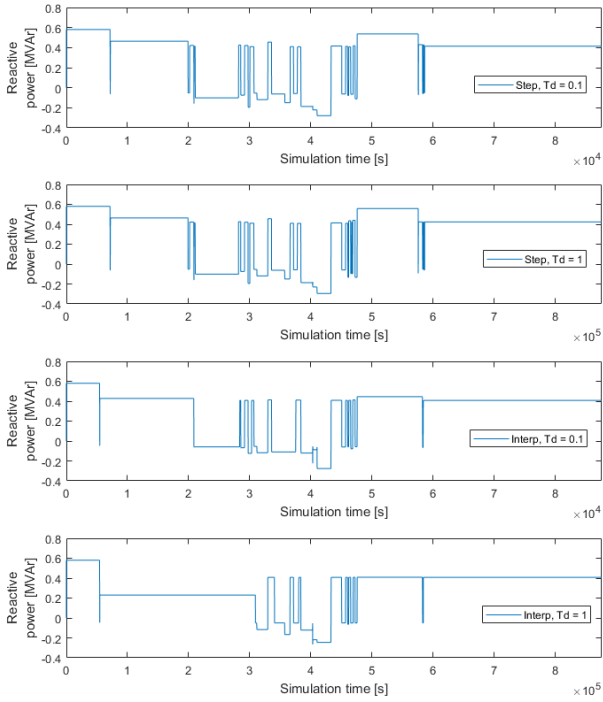 0.8
0.6
0.4
0.2
0
-0.2
-0.4
Reactive
power [MVAr]
Step, Td = 0.1
0 1 2 3 4 5 6 7 8
Simulation time [s]
×10^4
0.8
0.6
0.4
0.2
0
-0.2
-0.4
Reactive
power [MVAr]
Step, Td = 1
0 1 2 3 4 5 6 7 8
Simulation time [s]
×10^5
0.8
0.6
0.4
0.2
0
-0.2
-0.4
Reactive
power [MVAr]
Interp, Td = 0.1
0 1 2 3 4 5 6 7 8
Simulation time [s]
×10^4
0.8
0.6
0.4
0.2
0
-0.2
-0.4
Reactive
power [MVAr]
Interp, Td = 1
0 1 2 3 4 5 6 7 8
Simulation time [s]
×10^5